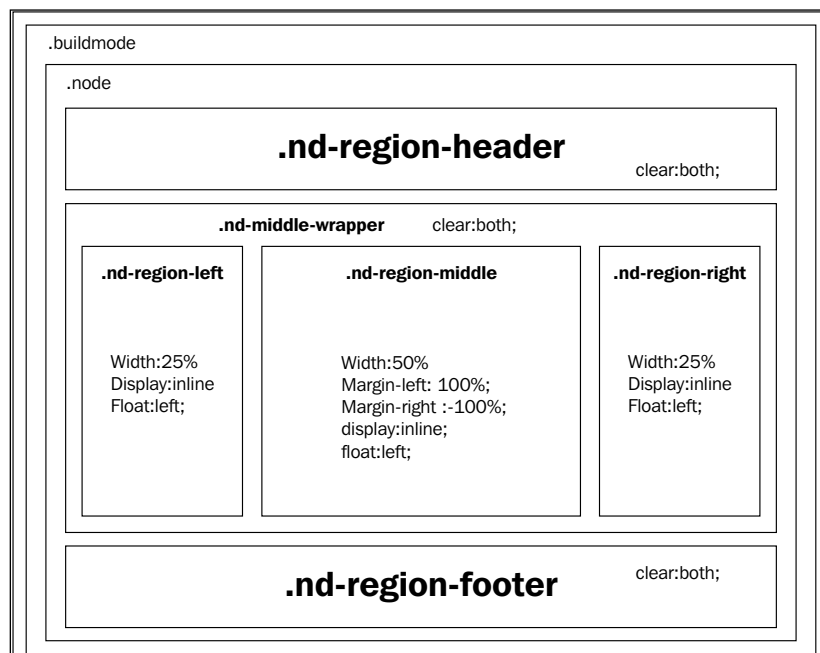 .buildmode
.node
.nd-region-header
clear:both;
.nd-middle-wrapper clear:both;
.nd-region-left
Width:25%
Display:inline
Float:left;
.nd-region-middle
Width:50%
Margin-left: 100%;
Margin-right :-100%;
display:inline;
float:left;
.nd-region-right
Width:25%
Display:inline
Float:left;
.nd-region-footer
clear:both;